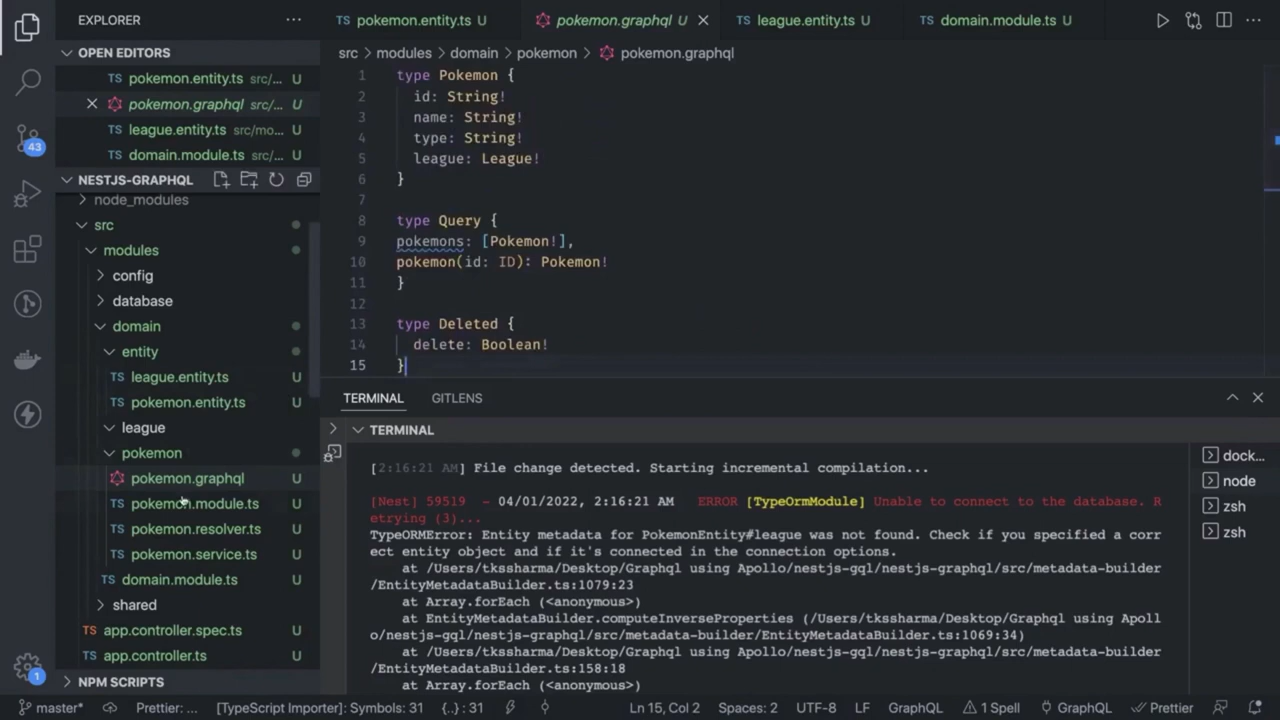 EXPLORER
OPEN EDITORS
TS pokemon.entity.ts src/... U
pokemon.graphql src/... U
league.entity.ts src/mo... U
TS domain.module.ts src/... U
43
NESTJS-GRAPHQL
node_modules
src
modules
config
database
domain
entity
TS league.entity.ts U
TS pokemon.entity.ts U
league
pokemon
pokemon.graphql U
TS pokemon.module.ts U
TS pokemon.resolver.ts U
TS pokemon.service.ts U
TS domain.module.ts U
shared
TS app.controller.spec.ts U
TS app.controller.ts U
NPM SCRIPTS
1
TS pokemon.entity.ts U
pokemon.graphql U
TS league.entity.ts U
TS domain.module.ts U
src > modules > domain > pokemon > pokemon.graphql
1 type Pokemon {
2 id: String!
3 name: String!
4 type: String!
5 league: League!
6 }
7
8 type Query {
9 pokemons: [Pokemon!],
10 pokemon(id: ID): Pokemon!
11 }
12
13 type Deleted {
14 delete: Boolean!
15 }
TERMINAL GITLENS
TERMINAL
[2:16:21 AM] File change detected. Starting incremental compilation...
[Nest] 59519 - 04/01/2022, 2:16:21 AM ERROR [TypeOrmModule] Unable to connect to the database. R
etrying (3)...
TypeORMError: Entity metadata for PokemonEntity#league was not found. Check if you specified a corr
ect entity object and if it's connected in the connection options.
at /Users/tkssharma/Desktop/Graphql using Apollo/nestjs-gql/nestjs-graphql/src/metadata-builder
/EntityMetadataBuilder.ts:1079:23
at Array.forEach (<anonymous>)
at EntityMetadataBuilder.computeInverseProperties (/Users/tkssharma/Desktop/Graphql using Apoll
o/nestjs-gql/nestjs-graphql/src/metadata-builder/EntityMetadataBuilder.ts:1069:34)
at /Users/tkssharma/Desktop/Graphql using Apollo/nestjs-gql/nestjs-graphql/src/metadata-builder
/EntityMetadataBuilder.ts:158:18
at Array.forEach (<anonymous>)
dock...
node
zsh
zsh
master* Prettier: ... [TypeScript Importer]: Symbols: 31 {..} : 31 Ln 15, Col 2 Spaces: 2 UTF-8 LF GraphQL 1 Spell GraphQL Prettier